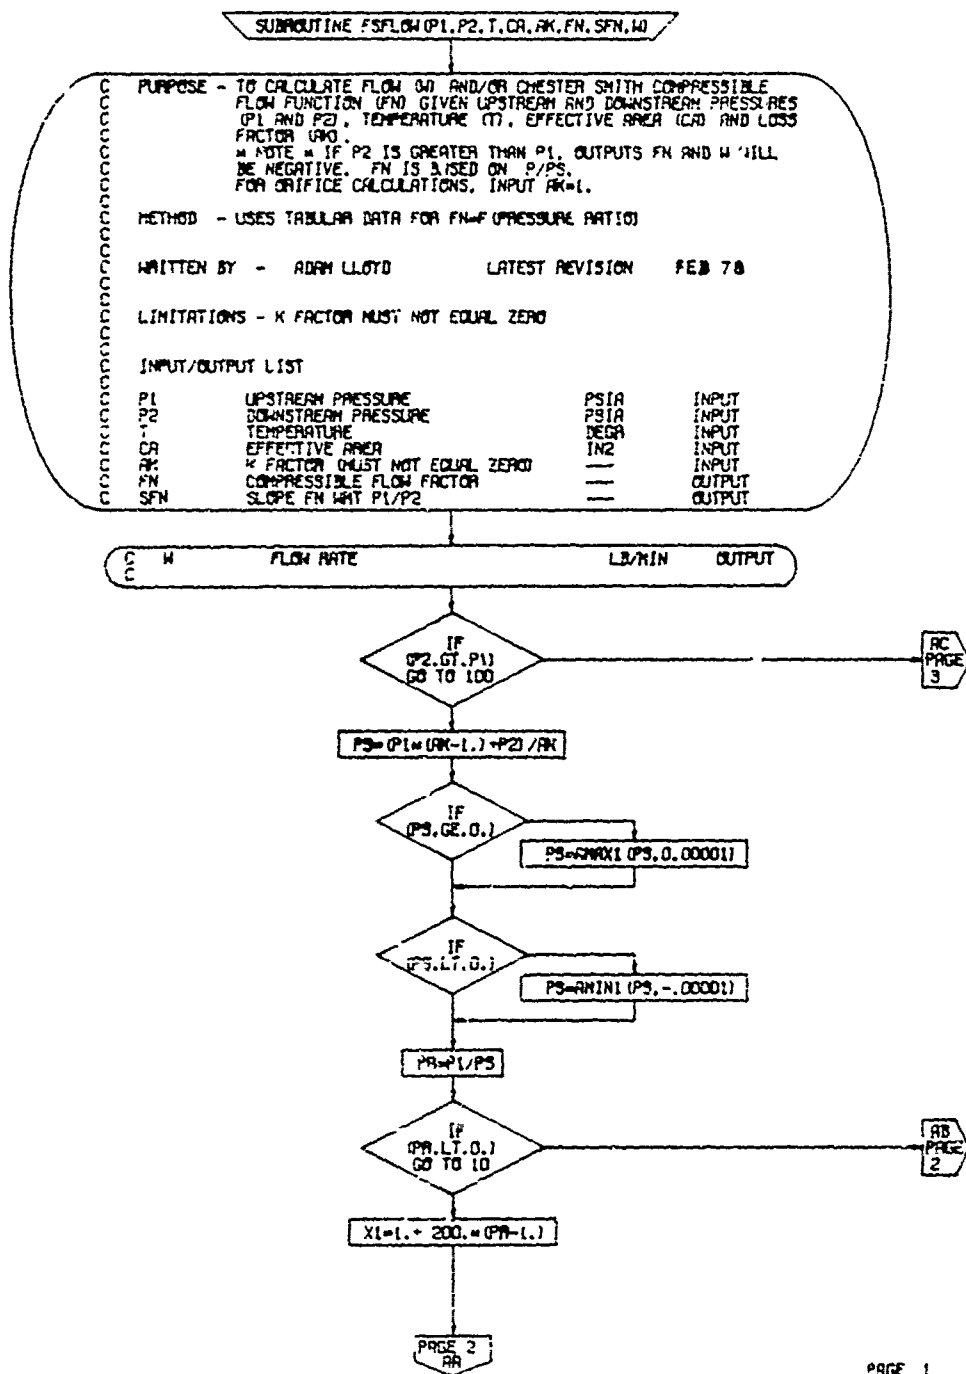 SUBROUTINE FSFLOW(P1,P2,T,CA,AK,FN,SFN,W)
C PURPOSE - TO CALCULATE FLOW (W) AND/OR CHESTER SMITH COMPRESSIBLE
C FLOW FUNCTION (FN) GIVEN UPSTREAM AND DOWNSTREAM PRESSURES
C (P1 AND P2), TEMPERATURE (T), EFFECTIVE AREA (CA) AND LOSS
C FACTOR (AK).
C * NOTE * IF P2 IS GREATER THAN P1, OUTPUTS FN AND W WILL
C BE NEGATIVE. FN IS BASED ON P/PS.
C FOR ORIFICE CALCULATIONS, INPUT AK=1.
C
C METHOD - USES TABULAR DATA FOR FN=F(PRESSURE RATIO)
C
C
C WRITTEN BY - ADAM LLOYD LATEST REVISION FEB 78
C
C
C LIMITATIONS - K FACTOR MUST NOT EQUAL ZERO
C
C
C INPUT/OUTPUT LIST
C
C P1 UPSTREAM PRESSURE PSIA INPUT
C P2 DOWNSTREAM PRESSURE PSIA INPUT
C T TEMPERATURE DEGR INPUT
C CA EFFECTIVE AREA IN2 INPUT
C AK K FACTOR (MUST NOT EQUAL ZERO) --- INPUT
C FN COMPRESSIBLE FLOW FACTOR --- OUTPUT
C SFN SLOPE FN WRT P1/P2 --- OUTPUT
C W FLOW RATE LB/MIN OUTPUT
C
IF
(P2.GT.P1)
GO TO 100
AC
PAGE
3
PS=(P1*(AK-1.)+P2)/AK
IF
(PS.GE.0.)
PS=AMAX1(PS,0.00001)
IF
(PS.LT.0.)
PS=AMIN1(PS,-.00001)
PR=P1/PS
IF
(PR.LT.0.)
GO TO 10
AB
PAGE
2
X1=1.+ 200.*(PR-1.)
PAGE 2
AA
PAGE 1